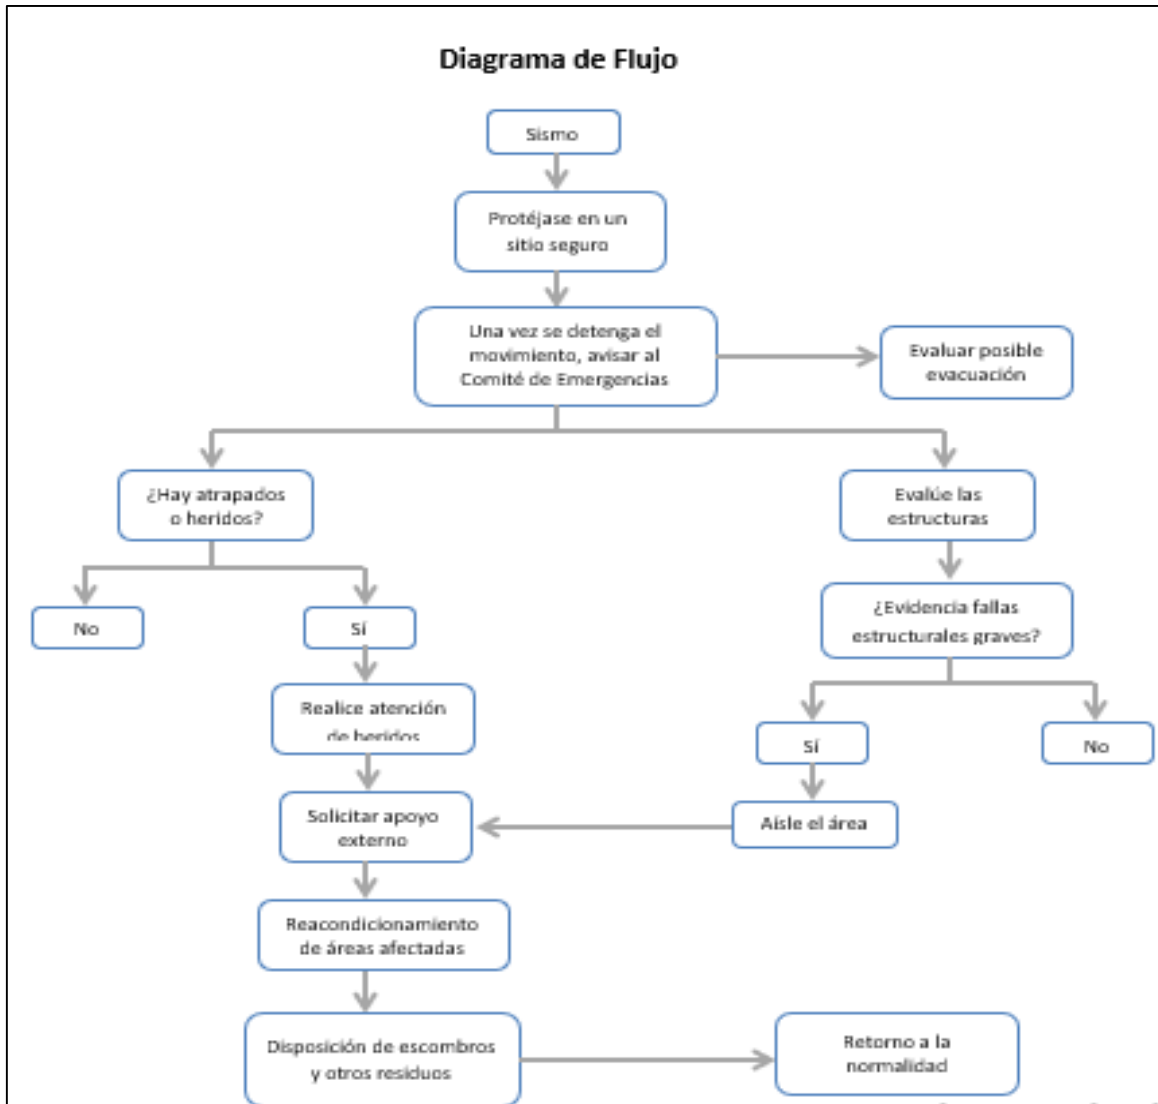 Diagrama de Flujo
Sismo
Protéjase en un
sitio seguro
Una vez se detenga el
movimiento, avisar al
Comité de Emergencias
Evaluar posible
evacuación
¿Hay atrapados
o heridos?
Evalúe las
estructuras
¿Evidencia fallas
estructurales graves?
No
Sí
Realice atención
de heridos
Sí
No
Solicitar apoyo
externo
Aísle el área
Reacondicionamiento
de áreas afectadas
Disposición de escombros
y otros residuos
Retorno a la
normalidad